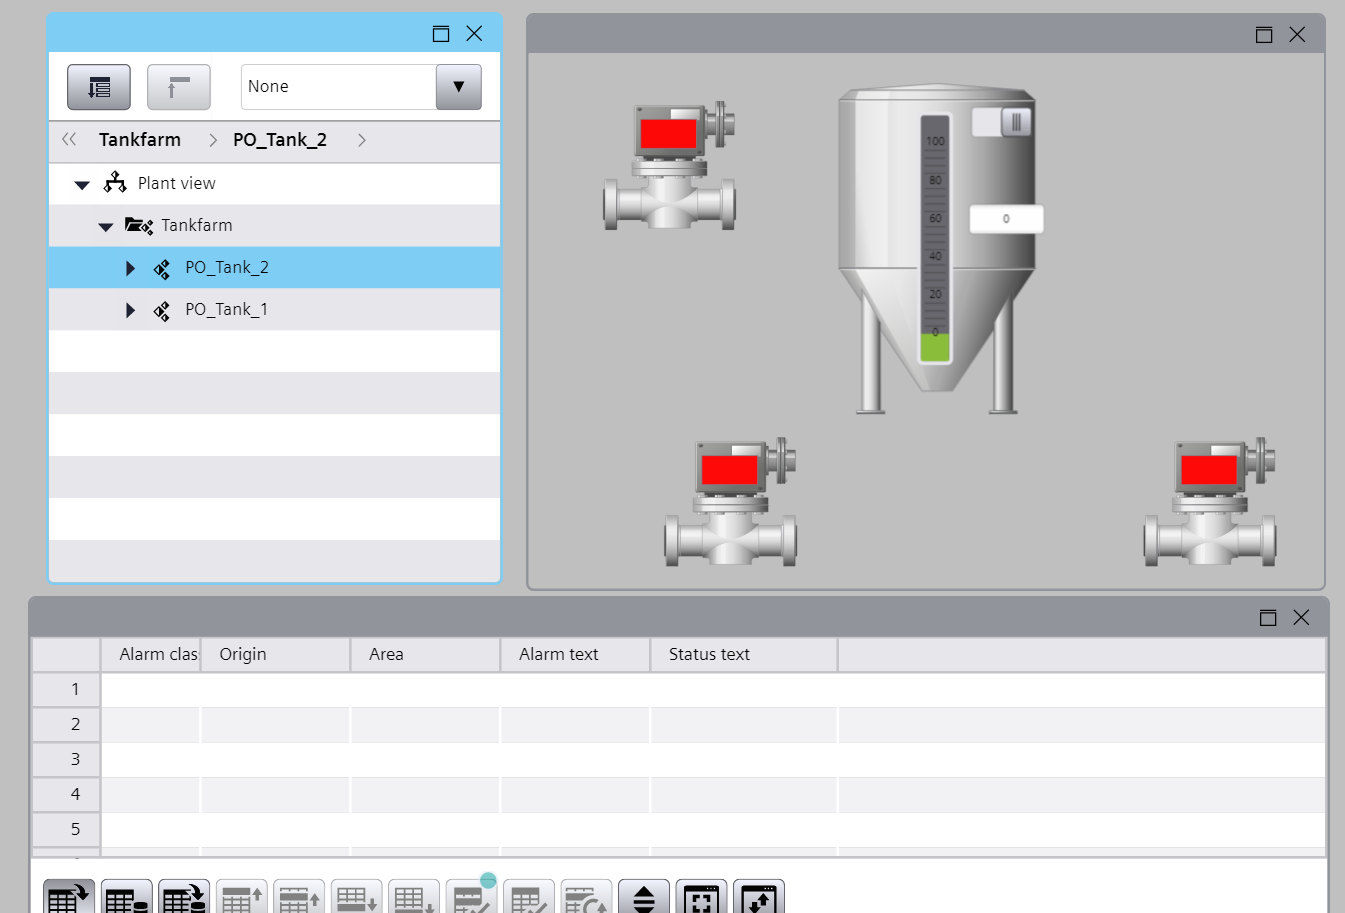 None
Tankfarm PO_Tank_2
Plant view
Tankfarm
PO_Tank_2
PO_Tank_1
100
80
60
40
20
0
0
Alarm clas Origin Area Alarm text Status text
1
2
3
4
5